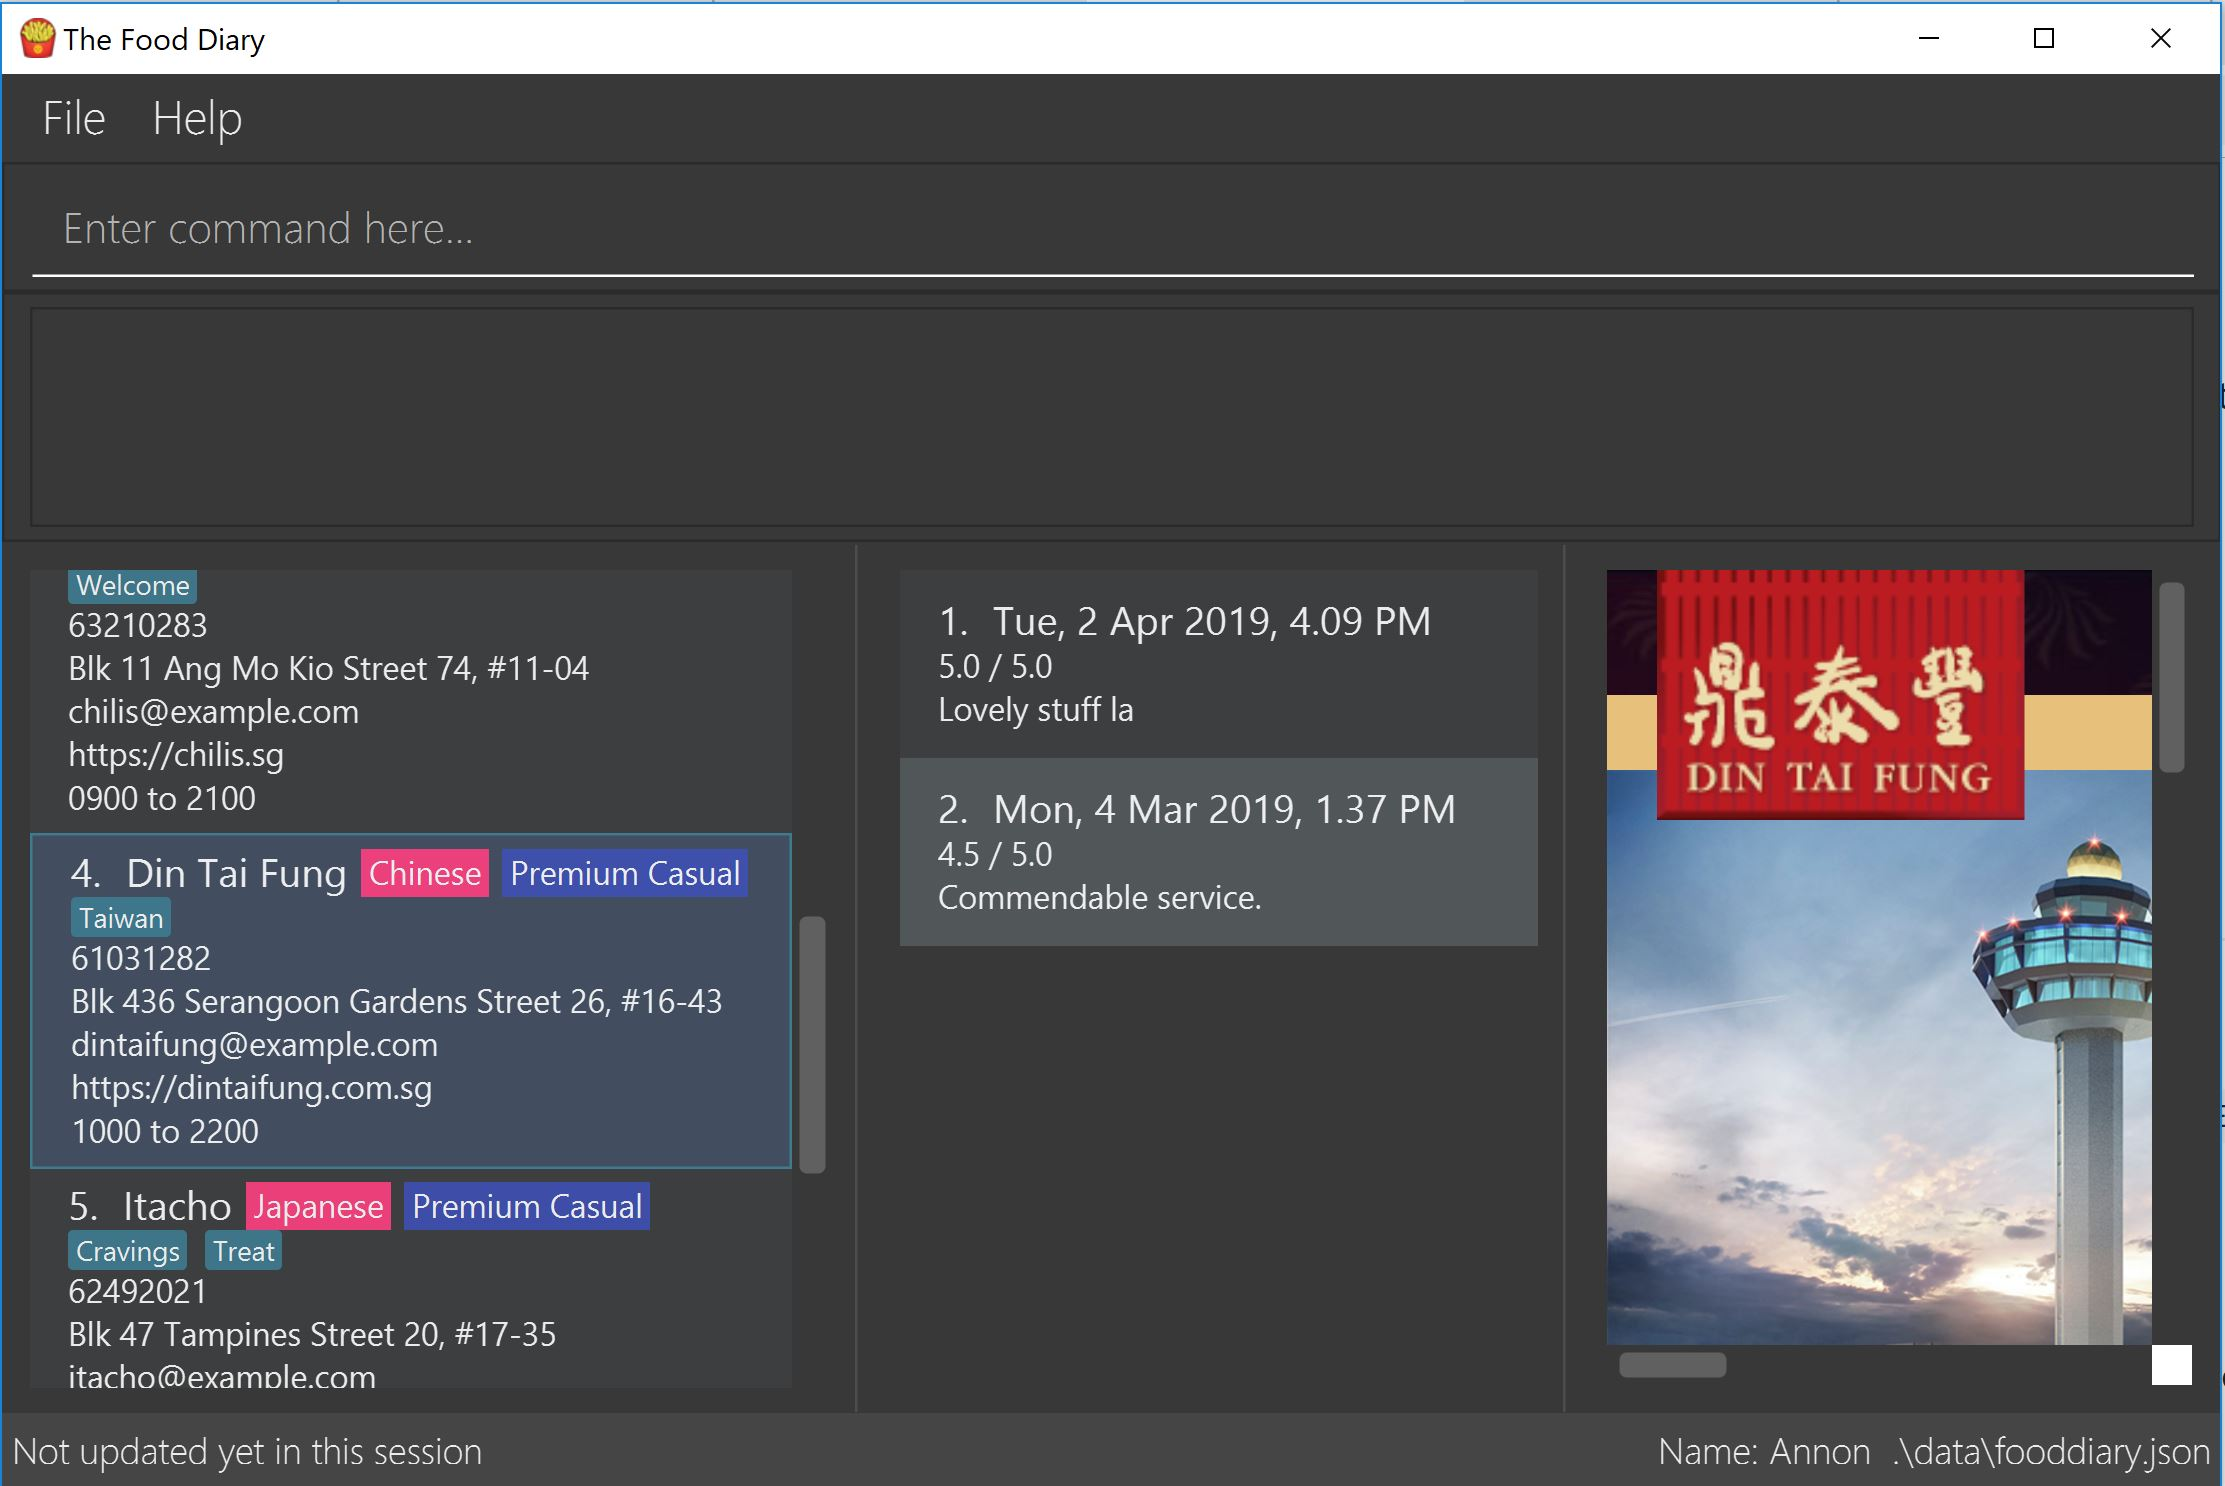 The Food Diary
File Help
Enter command here...
Welcome
63210283
Blk 11 Ang Mo Kio Street 74, #11-04
chilis@example.com
https://chilis.sg
0900 to 2100
4. Din Tai Fung Chinese Premium Casual
Taiwan
61031282
Blk 436 Serangoon Gardens Street 26, #16-43
dintaifung@example.com
https://dintaifung.com.sg
1000 to 2200
5. Itacho Japanese Premium Casual
Cravings Treat
62492021
Blk 47 Tampines Street 20, #17-35
itacho@example.com
1. Tue, 2 Apr 2019, 4.09 PM
5.0 / 5.0
Lovely stuff la
2. Mon, 4 Mar 2019, 1.37 PM
4.5 / 5.0
Commendable service.
鼎泰豐
DIN TAI FUNG
Not updated yet in this session
Name: Annon .\data\fooddiary.json